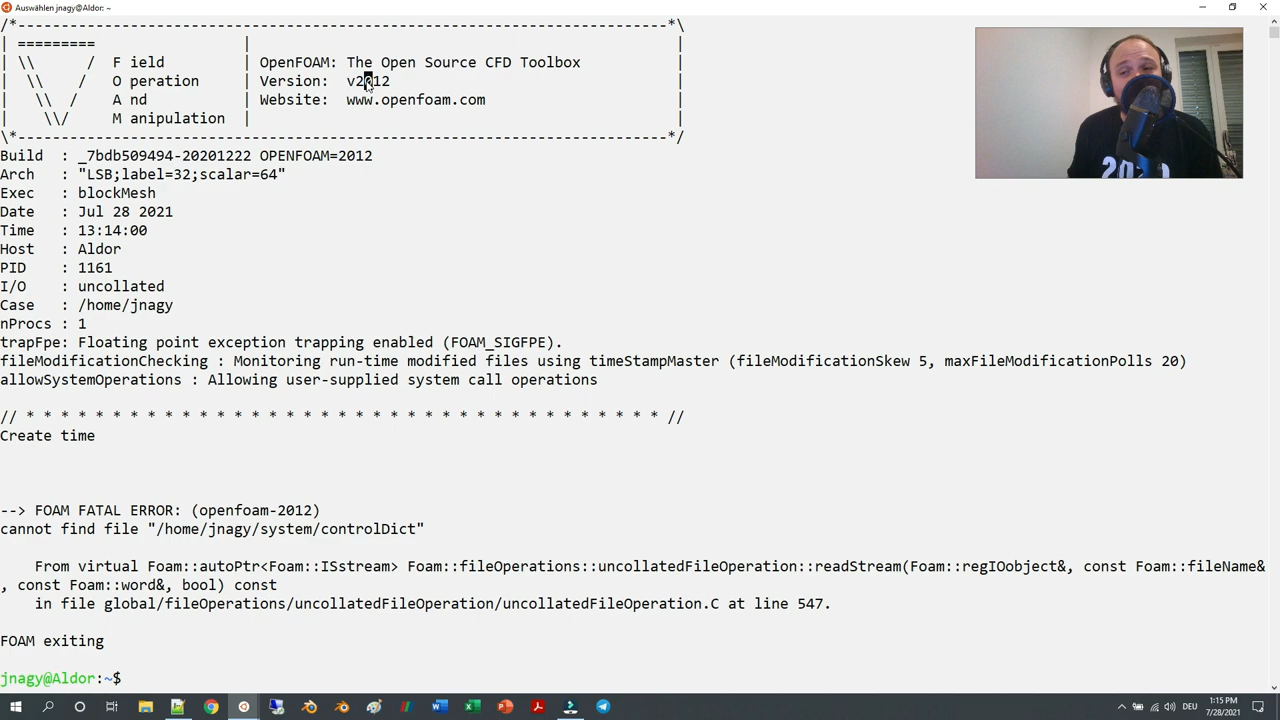 Auswählen jnagy@Aldor: ~
/*---------------------------------------------------------------------------*\
| =========                 |                                                 |
| \\      /  F ield         | OpenFOAM: The Open Source CFD Toolbox           |
|  \\    /   O peration     | Version:  v2012                                 |
|   \\  /    A nd           | Website:  www.openfoam.com                      |
|    \\/     M anipulation  |                                                 |
\*---------------------------------------------------------------------------*/
Build  : _7bdb509494-20201222 OPENFOAM=2012
Arch   : "LSB;label=32;scalar=64"
Exec   : blockMesh
Date   : Jul 28 2021
Time   : 13:14:00
Host   : Aldor
PID    : 1161
I/O    : uncollated
Case   : /home/jnagy
nProcs : 1
trapFpe: Floating point exception trapping enabled (FOAM_SIGFPE).
fileModificationChecking : Monitoring run-time modified files using timeStampMaster (fileModificationSkew 5, maxFileModificationPolls 20)
allowSystemOperations : Allowing user-supplied system call operations
// * * * * * * * * * * * * * * * * * * * * * * * * * * * * * * * * * * * * * //
Create time
--> FOAM FATAL ERROR: (openfoam-2012)
cannot find file "/home/jnagy/system/controlDict"
    From virtual Foam::autoPtr<Foam::ISstream> Foam::fileOperations::uncollatedFileOperation::readStream(Foam::regIOobject&, const Foam::fileName&
, const Foam::word&, bool) const
    in file global/fileOperations/uncollatedFileOperation/uncollatedFileOperation.C at line 547.
FOAM exiting
jnagy@Aldor:~$
DEU
1:15 PM
7/28/2021